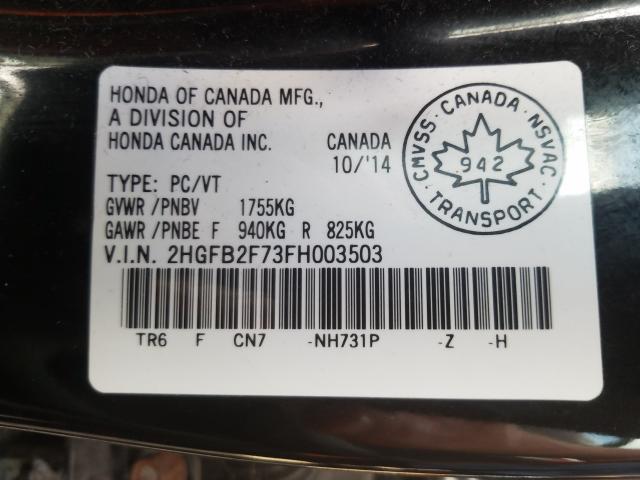 HONDA OF CANADA MFG.,
A DIVISION OF
HONDA CANADA INC. CANADA
10/'14
CMVSS · CANADA · NSVAC
942
TRANSPORT
TYPE: PC/VT
GVWR /PNBV 1755KG
GAWR /PNBE F 940KG R 825KG
V.I.N. 2HGFB2F73FH003503
TR6 F CN7 -NH731P -Z -H